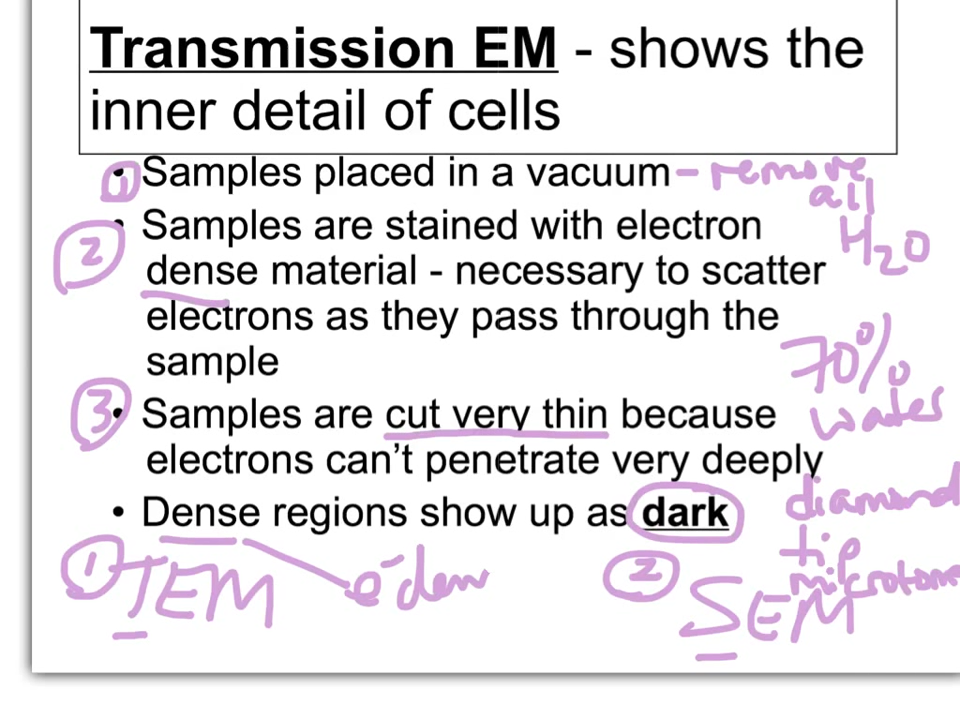 Transmission EM - shows the
inner detail of cells
① • Samples placed in a vacuum – remove
all
② • Samples are stained with electron
H2O
dense material - necessary to scatter
electrons as they pass through the
sample
70%
③ • Samples are cut very thin because
water
electrons can’t penetrate very deeply
• Dense regions show up as dark
diamond
tip
microtome
① TEM
e- dense
② SEM